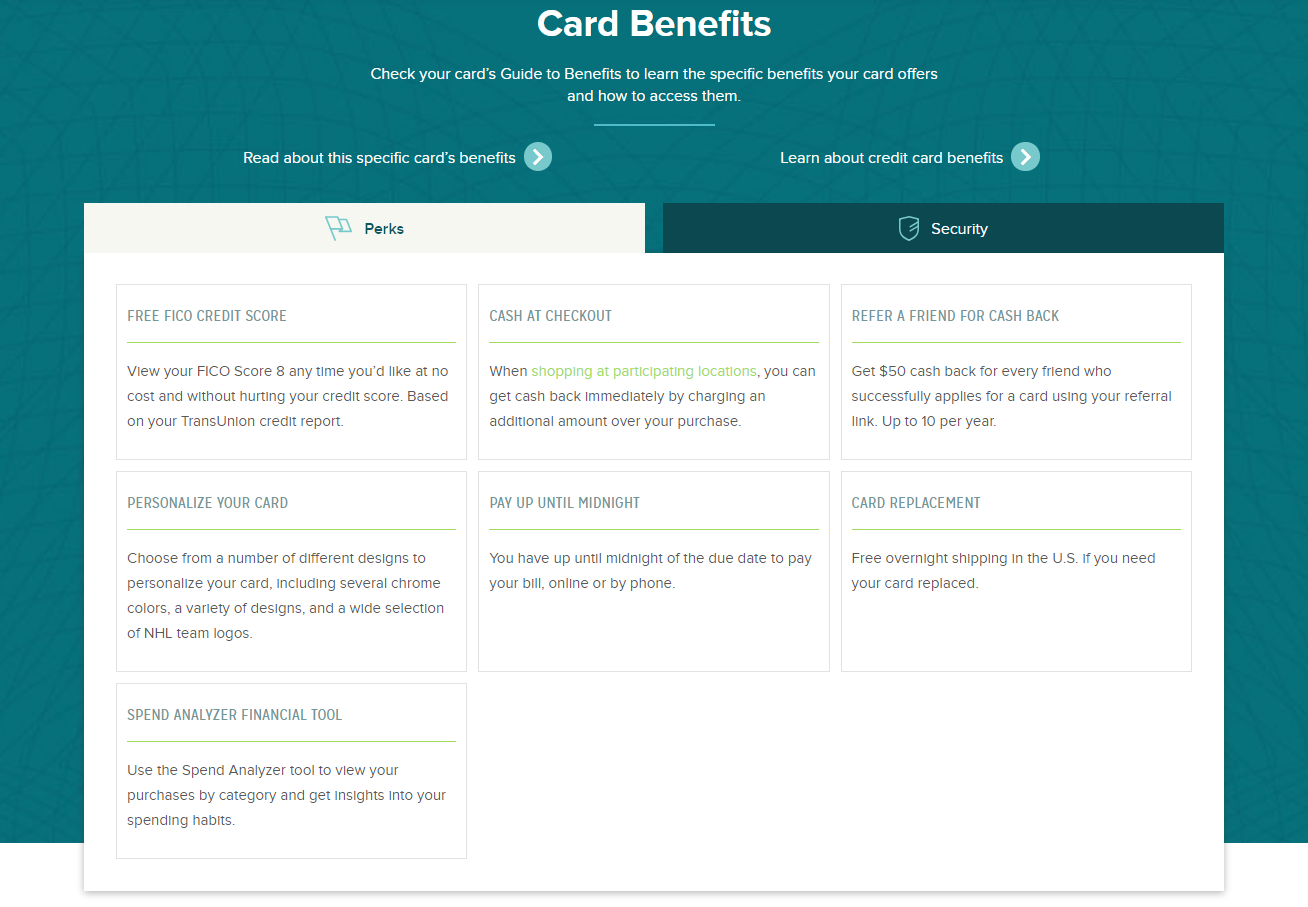 Card Benefits
Check your card’s Guide to Benefits to learn the specific benefits your card offers
and how to access them.
Read about this specific card’s benefits
Learn about credit card benefits
Perks
Security
FREE FICO CREDIT SCORE
View your FICO Score 8 any time you’d like at no
cost and without hurting your credit score. Based
on your TransUnion credit report.
CASH AT CHECKOUT
When shopping at participating locations, you can
get cash back immediately by charging an
additional amount over your purchase.
REFER A FRIEND FOR CASH BACK
Get $50 cash back for every friend who
successfully applies for a card using your referral
link. Up to 10 per year.
PERSONALIZE YOUR CARD
Choose from a number of different designs to
personalize your card, including several chrome
colors, a variety of designs, and a wide selection
of NHL team logos.
PAY UP UNTIL MIDNIGHT
You have up until midnight of the due date to pay
your bill, online or by phone.
CARD REPLACEMENT
Free overnight shipping in the U.S. if you need
your card replaced.
SPEND ANALYZER FINANCIAL TOOL
Use the Spend Analyzer tool to view your
purchases by category and get insights into your
spending habits.